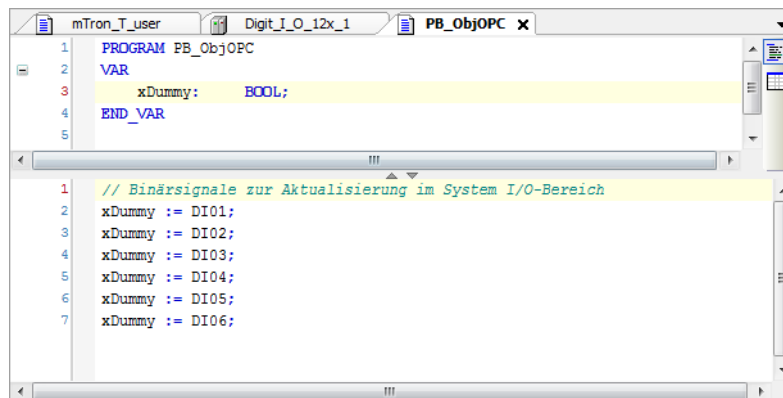 mTron_T_user Digit_I_O_12x_1 PB_ObjOPC
1 PROGRAM PB_ObjOPC
2 VAR
3 xDummy: BOOL;
4 END_VAR
5
1 // Binärsignale zur Aktualisierung im System I/O-Bereich
2 xDummy := DI01;
3 xDummy := DI02;
4 xDummy := DI03;
5 xDummy := DI04;
6 xDummy := DI05;
7 xDummy := DI06;